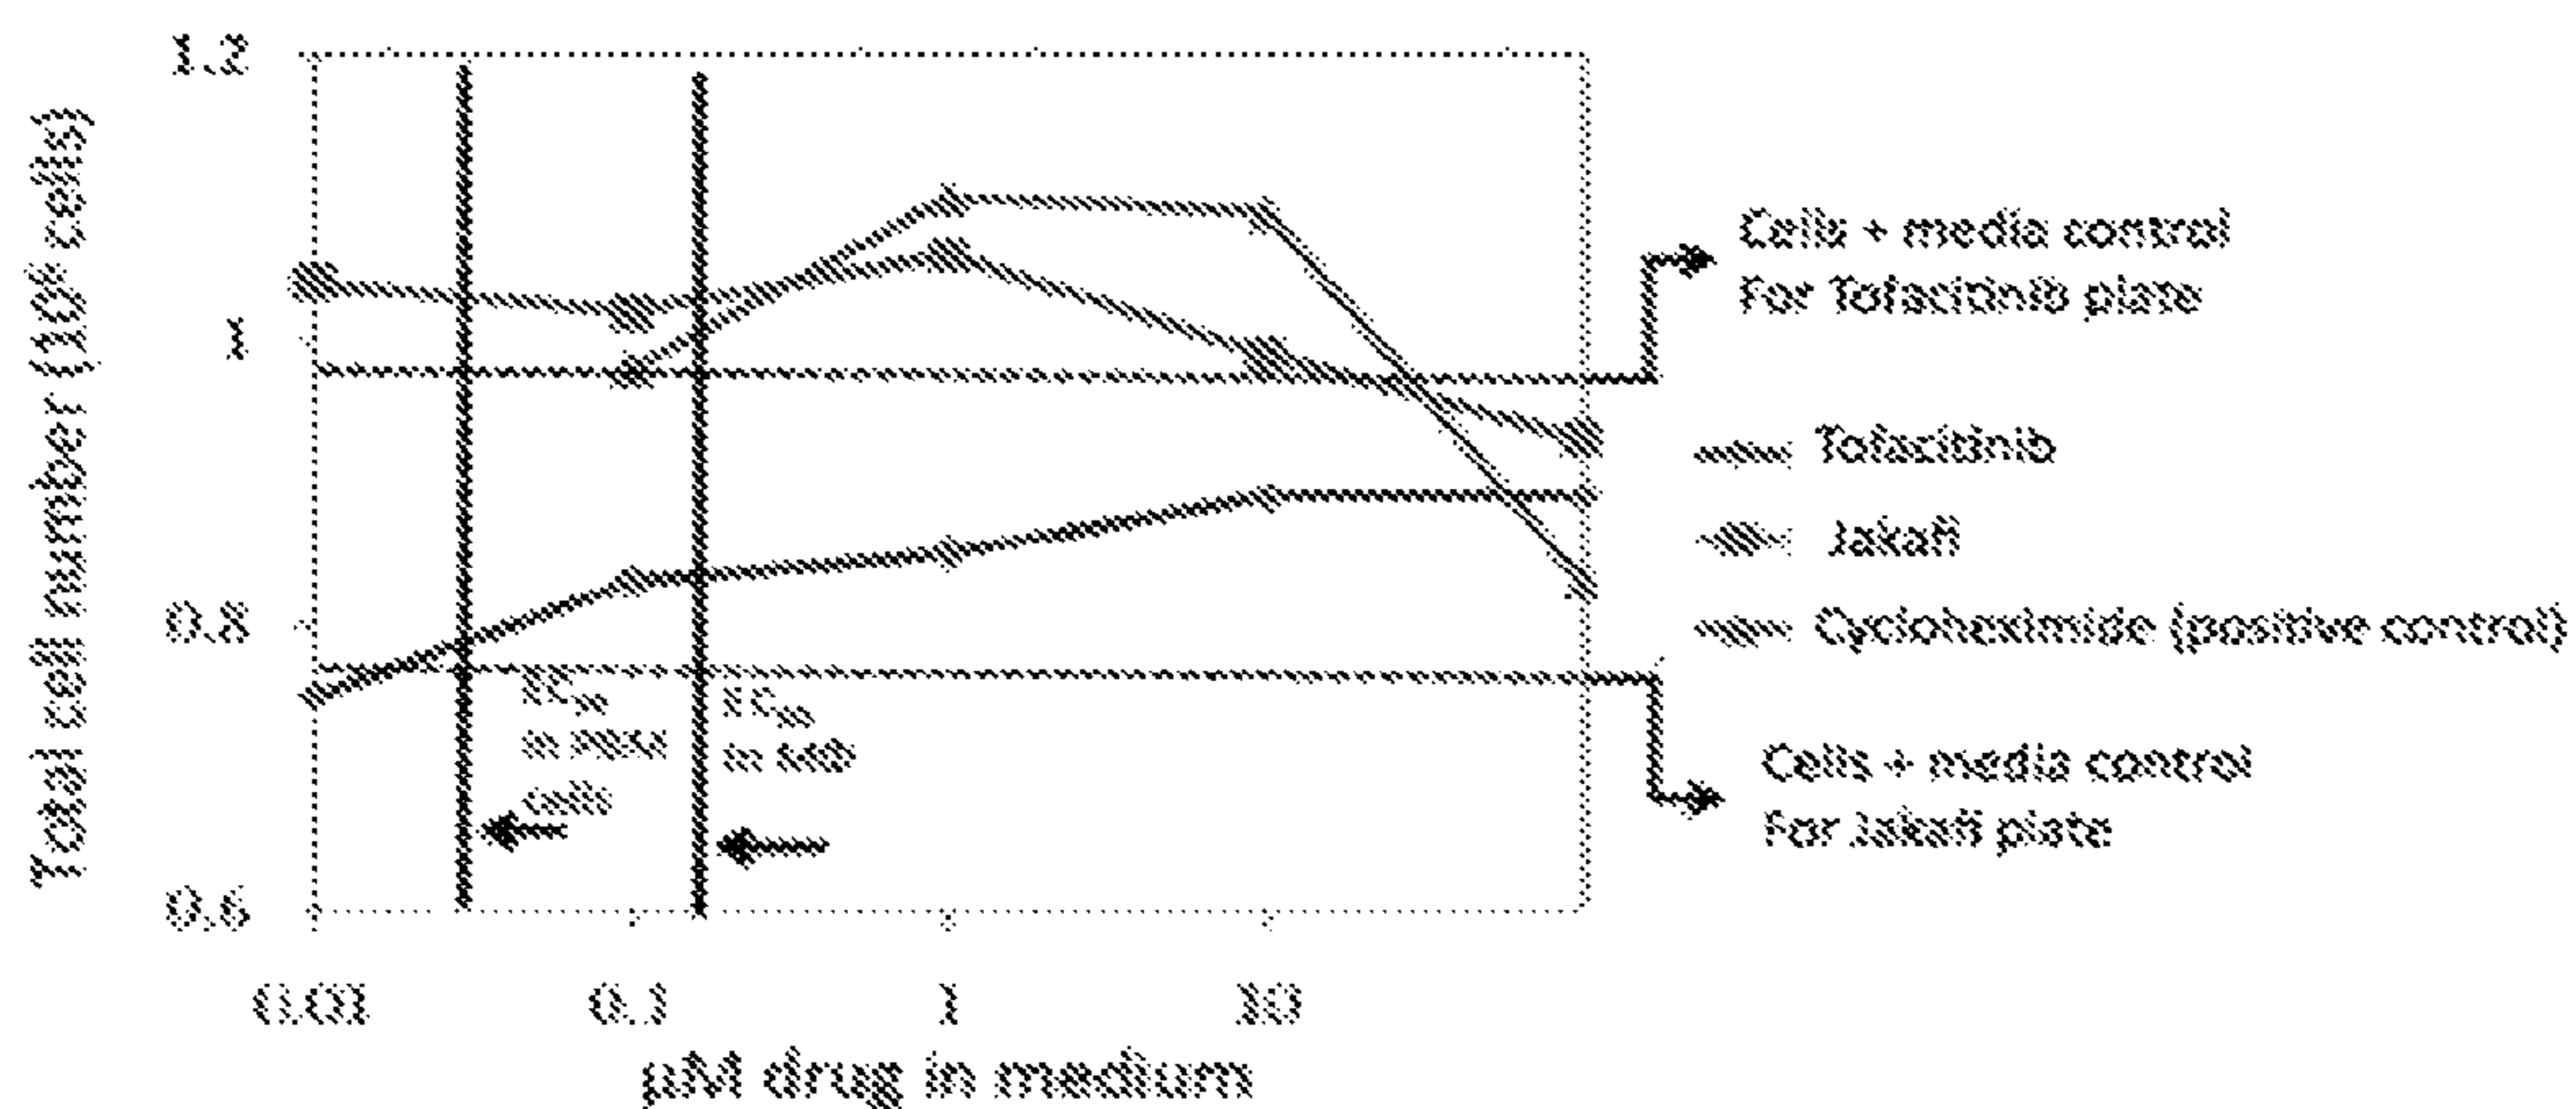 Total cell number (10⁶ cells)
1.2
1
0.8
0.6
0.01
0.1
1
10
µM drug in medium
in MΦ
cells
Cells + media control
For Tofacitinib plate
Tofacitinib
Jakafi
Cycloheximide (positive control)
Cells + media control
For Jakafi plate